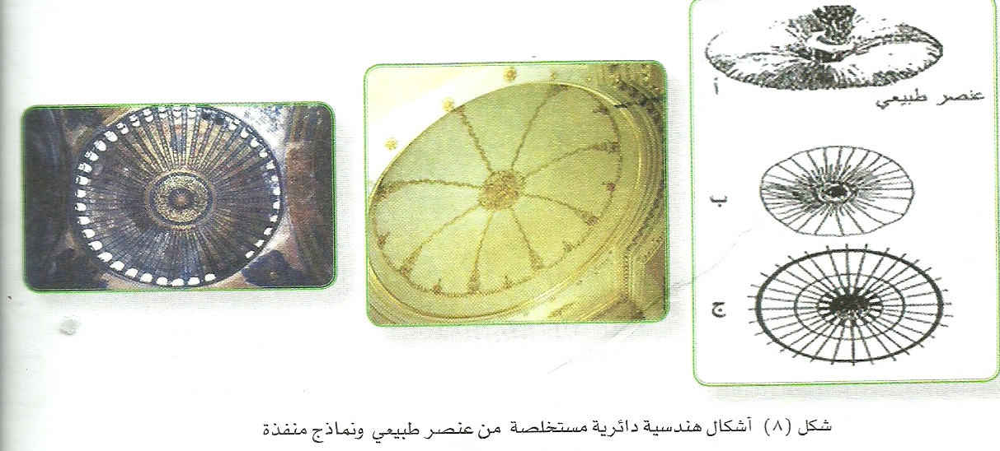 أ
عنصر طبيعي
ب
ج
شكل (٨) أشكال هندسية دائرية مستخلصة من عنصر طبيعي ونماذج منفذة